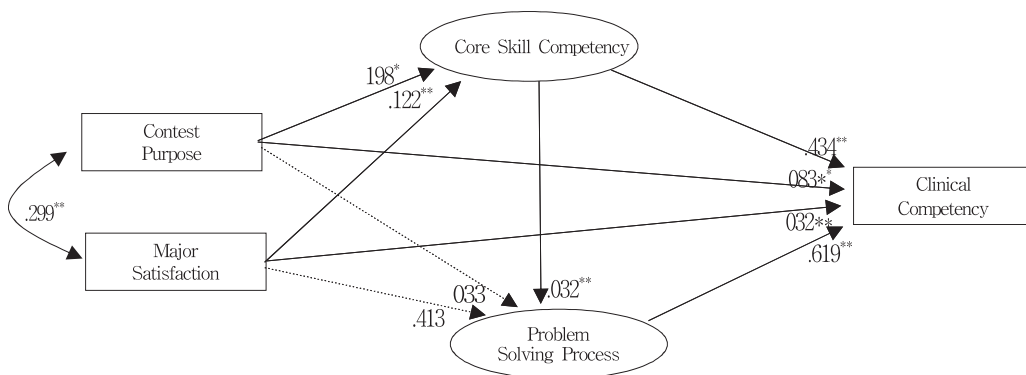 Core Skill Competency
198*
.122**
Contest
Purpose
.434**
083**
Clinical
Competency
.299**
032**
.619**
Major
Satisfaction
033
.032**
.413
Problem
Solving Process